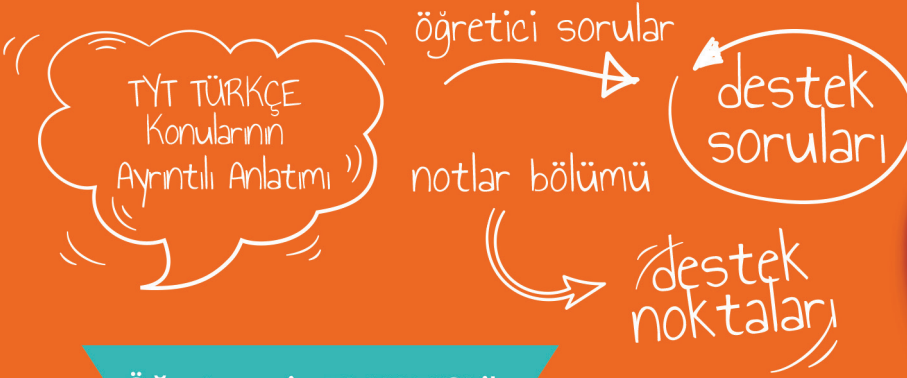 TYT TÜRKÇE
Konularının
Ayrıntılı Anlatımı
öğretici sorular
destek
soruları
notlar bölümü
destek
noktaları